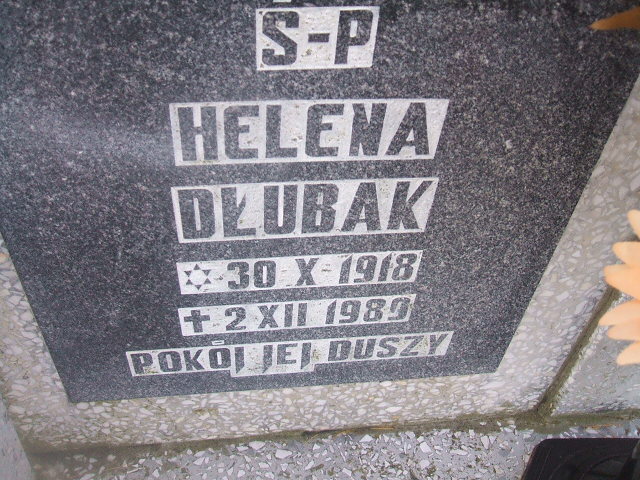 Ś-P
HELENA
DŁUBAK
✡ 30 X 1918
✝ 2 XII 1989
POKÓJ JEJ DUSZY